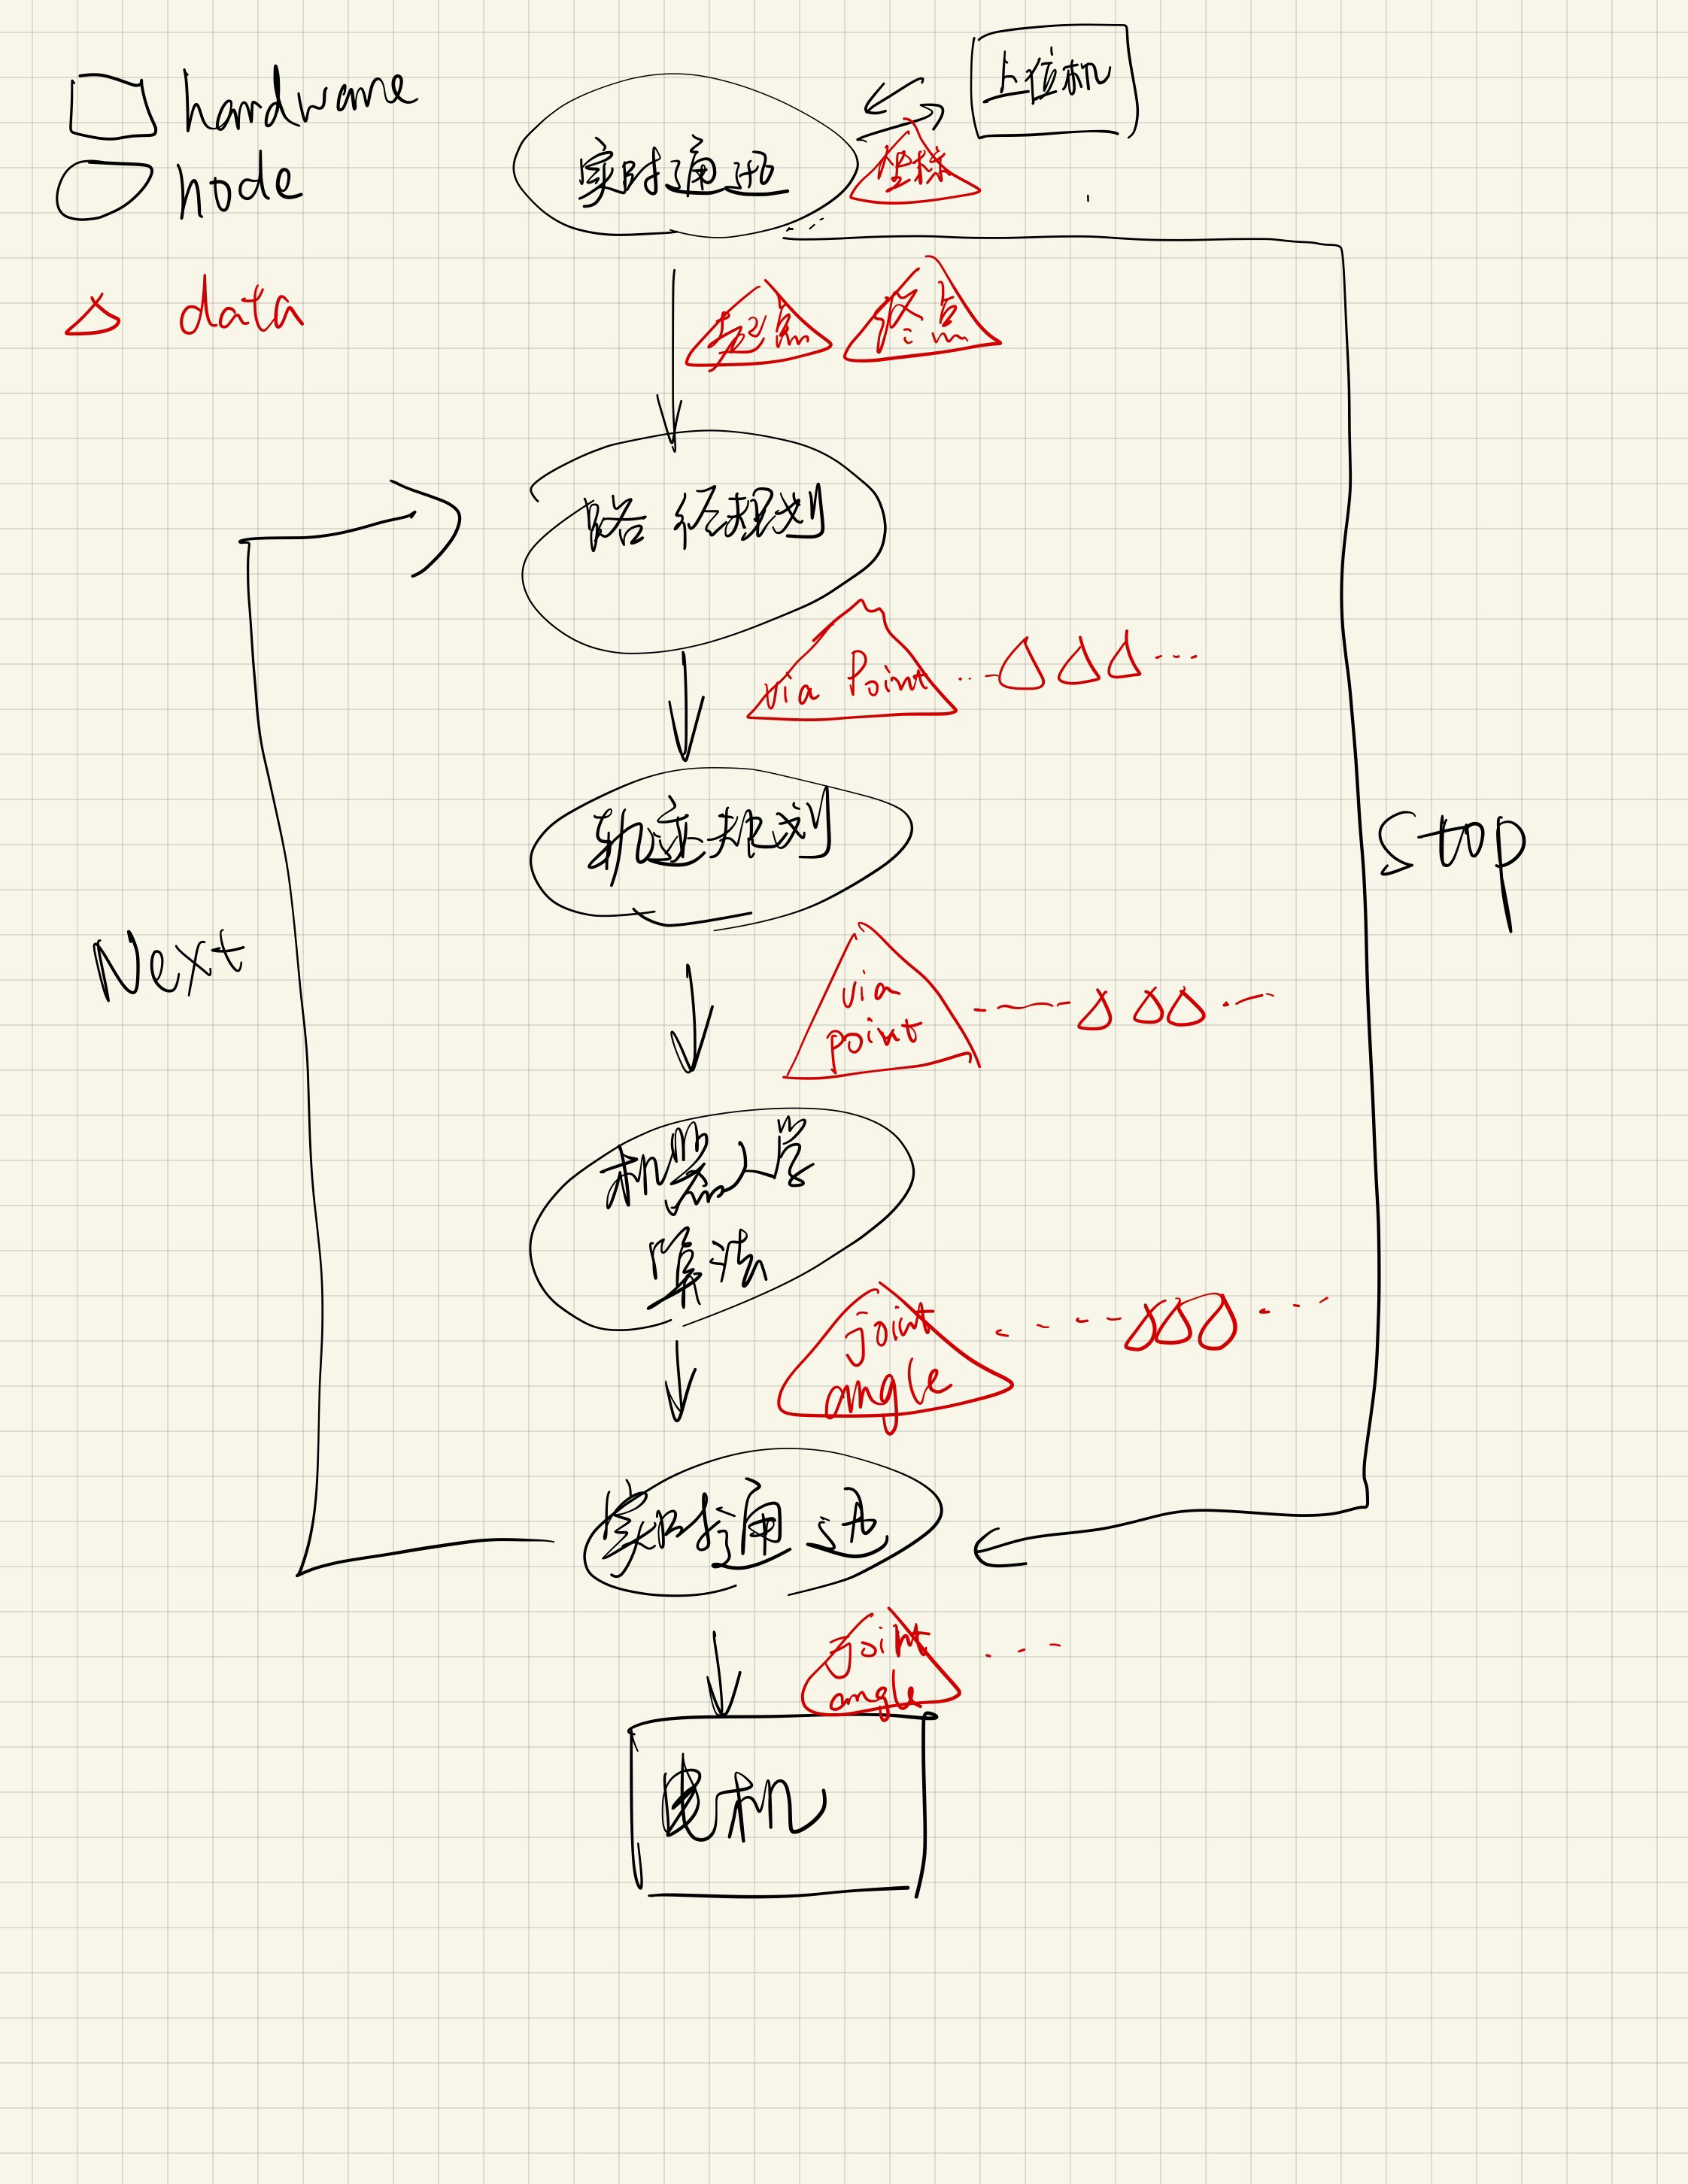 hardware
node
data
上位机
实时通讯
坐标
起点
终点
路径规划
via Point
轨迹规划
Next
Stop
via
point
机器人学
算法
joint
angle
实时通讯
Joint
angle
电机